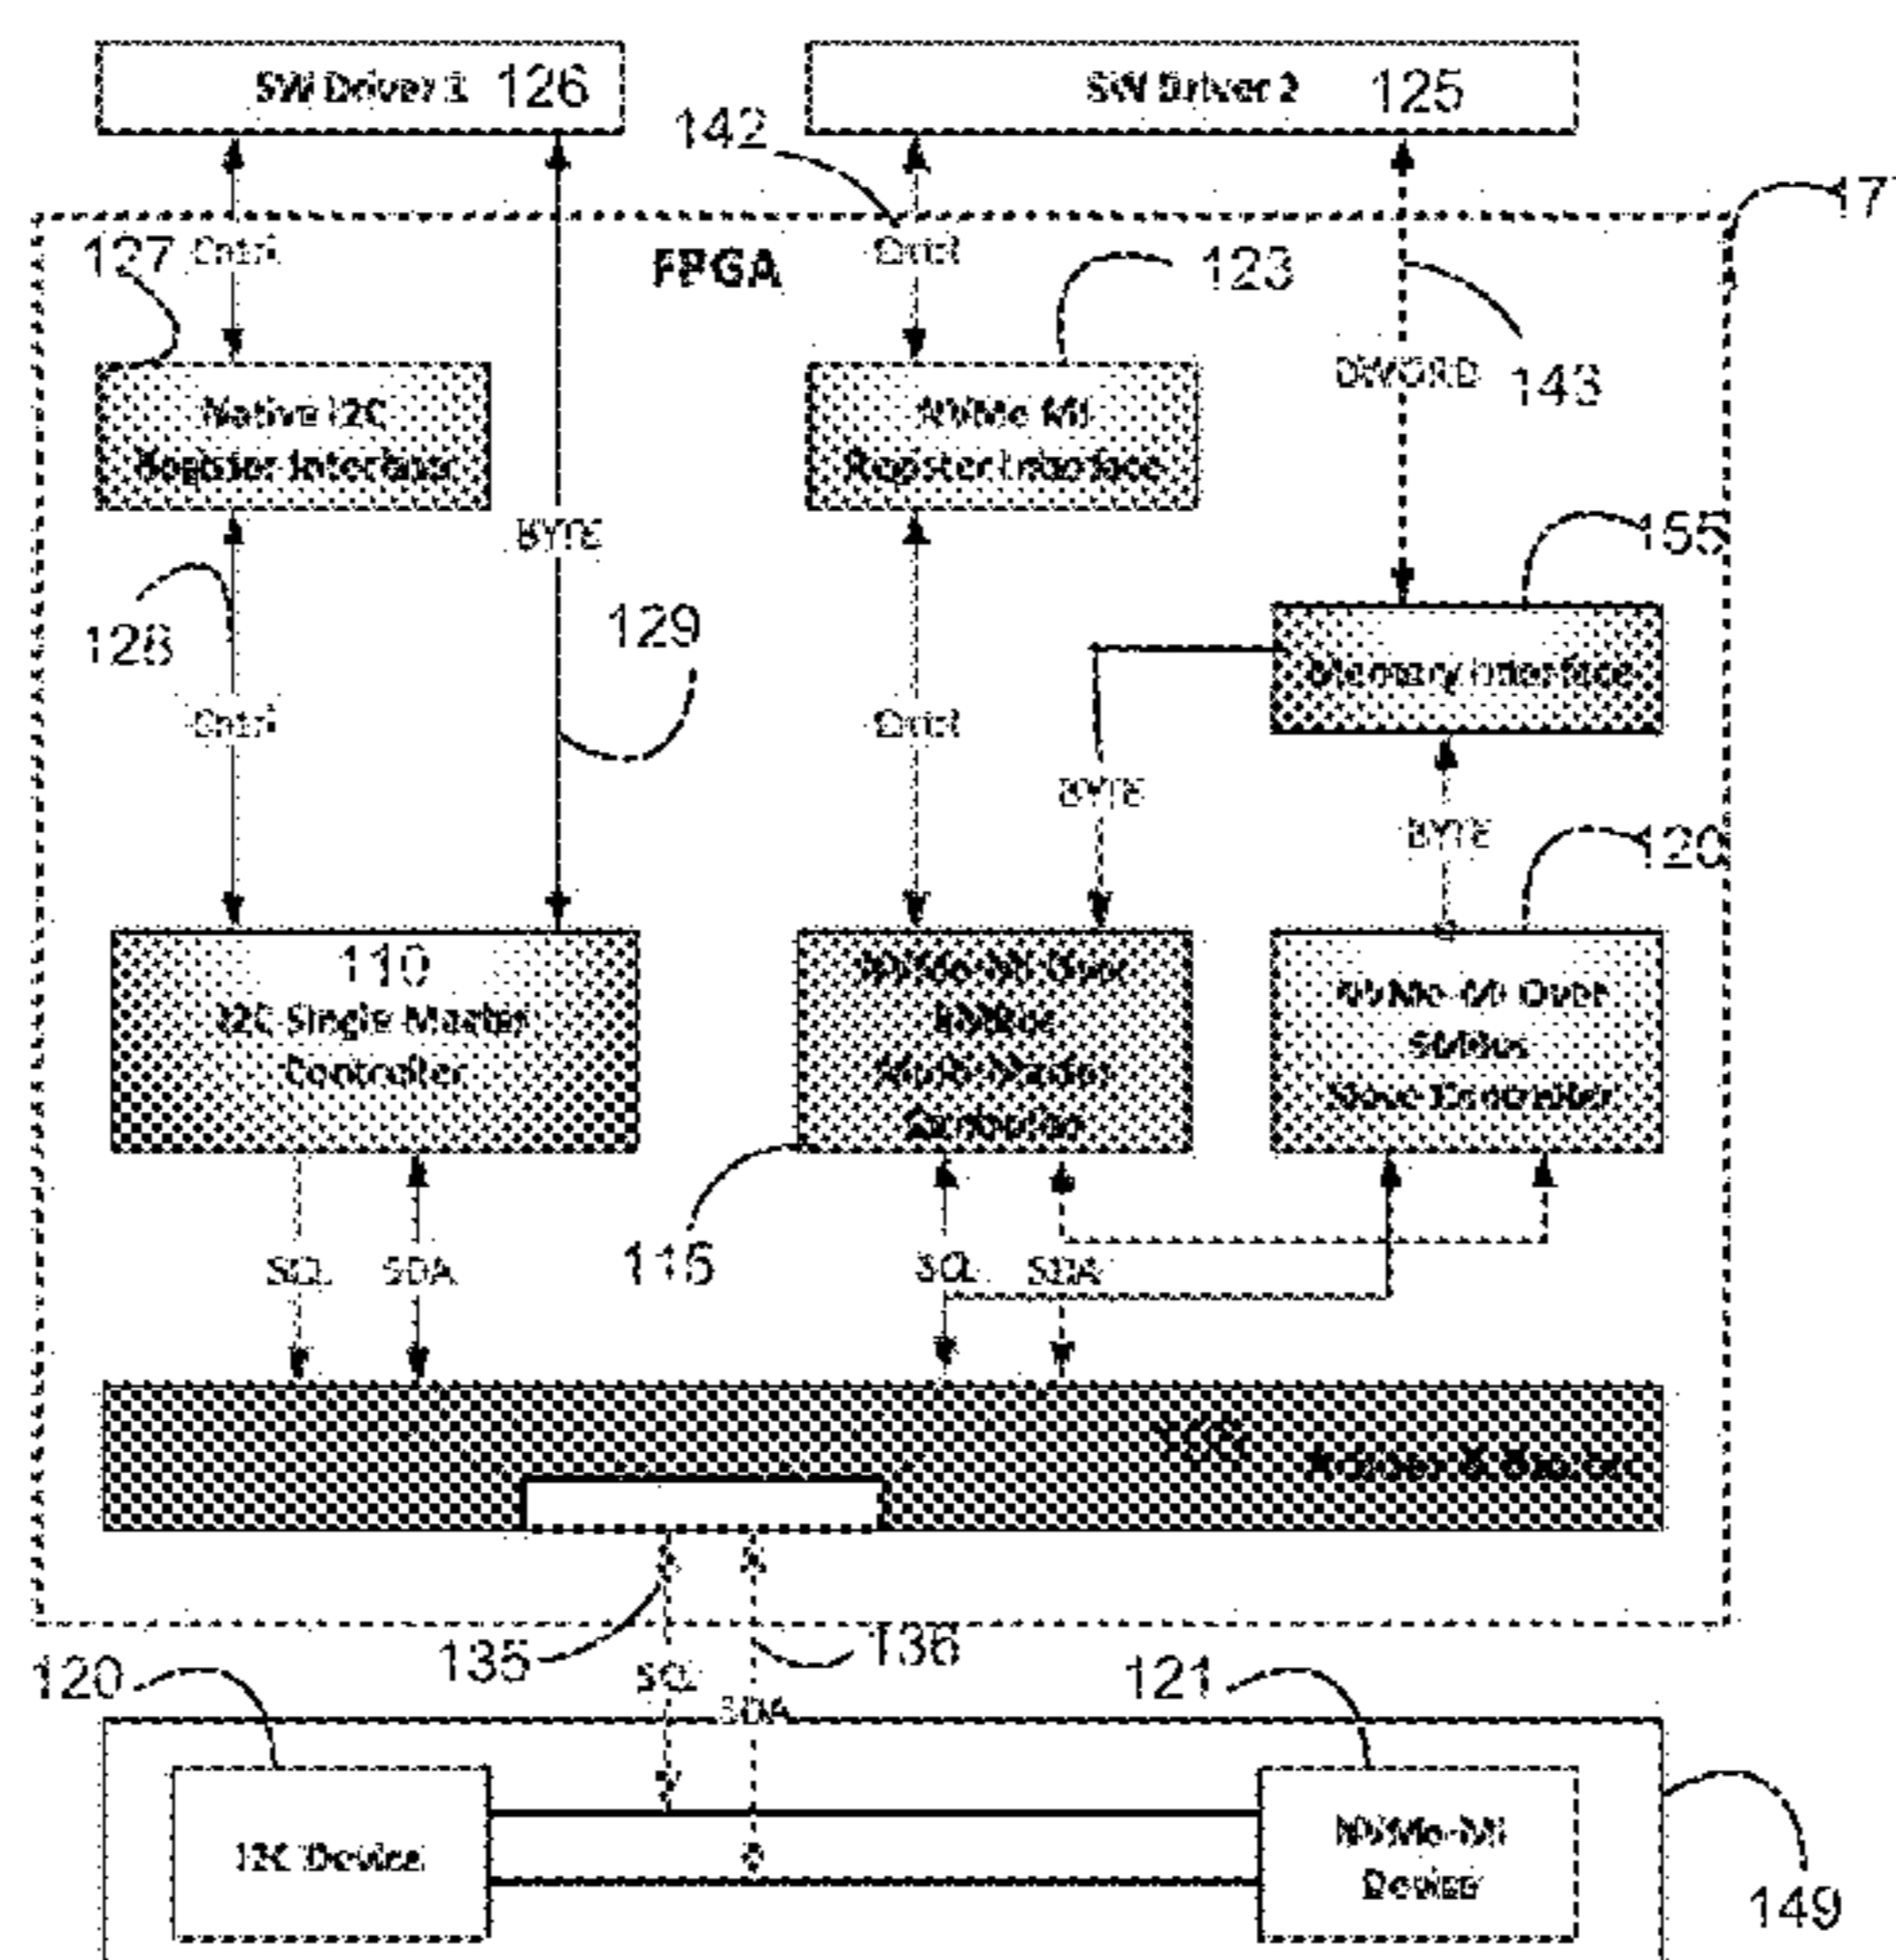 SW Driver 1 126
SW Driver 2 125
142
17
127
Cntrl
FPGA
Cntrl
123
DWORD
143
Native I2C
Register Interface
NVMe MI
Register Interface
BYTE
155
128
129
Memory Interface
Cntrl
Cntrl
BYTE
BYTE
120
110
I2C Single Master
Controller
NVMe-MI Over
SMBus
Multi-Master
Controller
NVMe-MI Over
SMBus
Slave Controller
115
SCL
SDA
SCL
SDA
135
136
120
SCL
121
SDA
I2C Device
NVMe-MI
Device
149